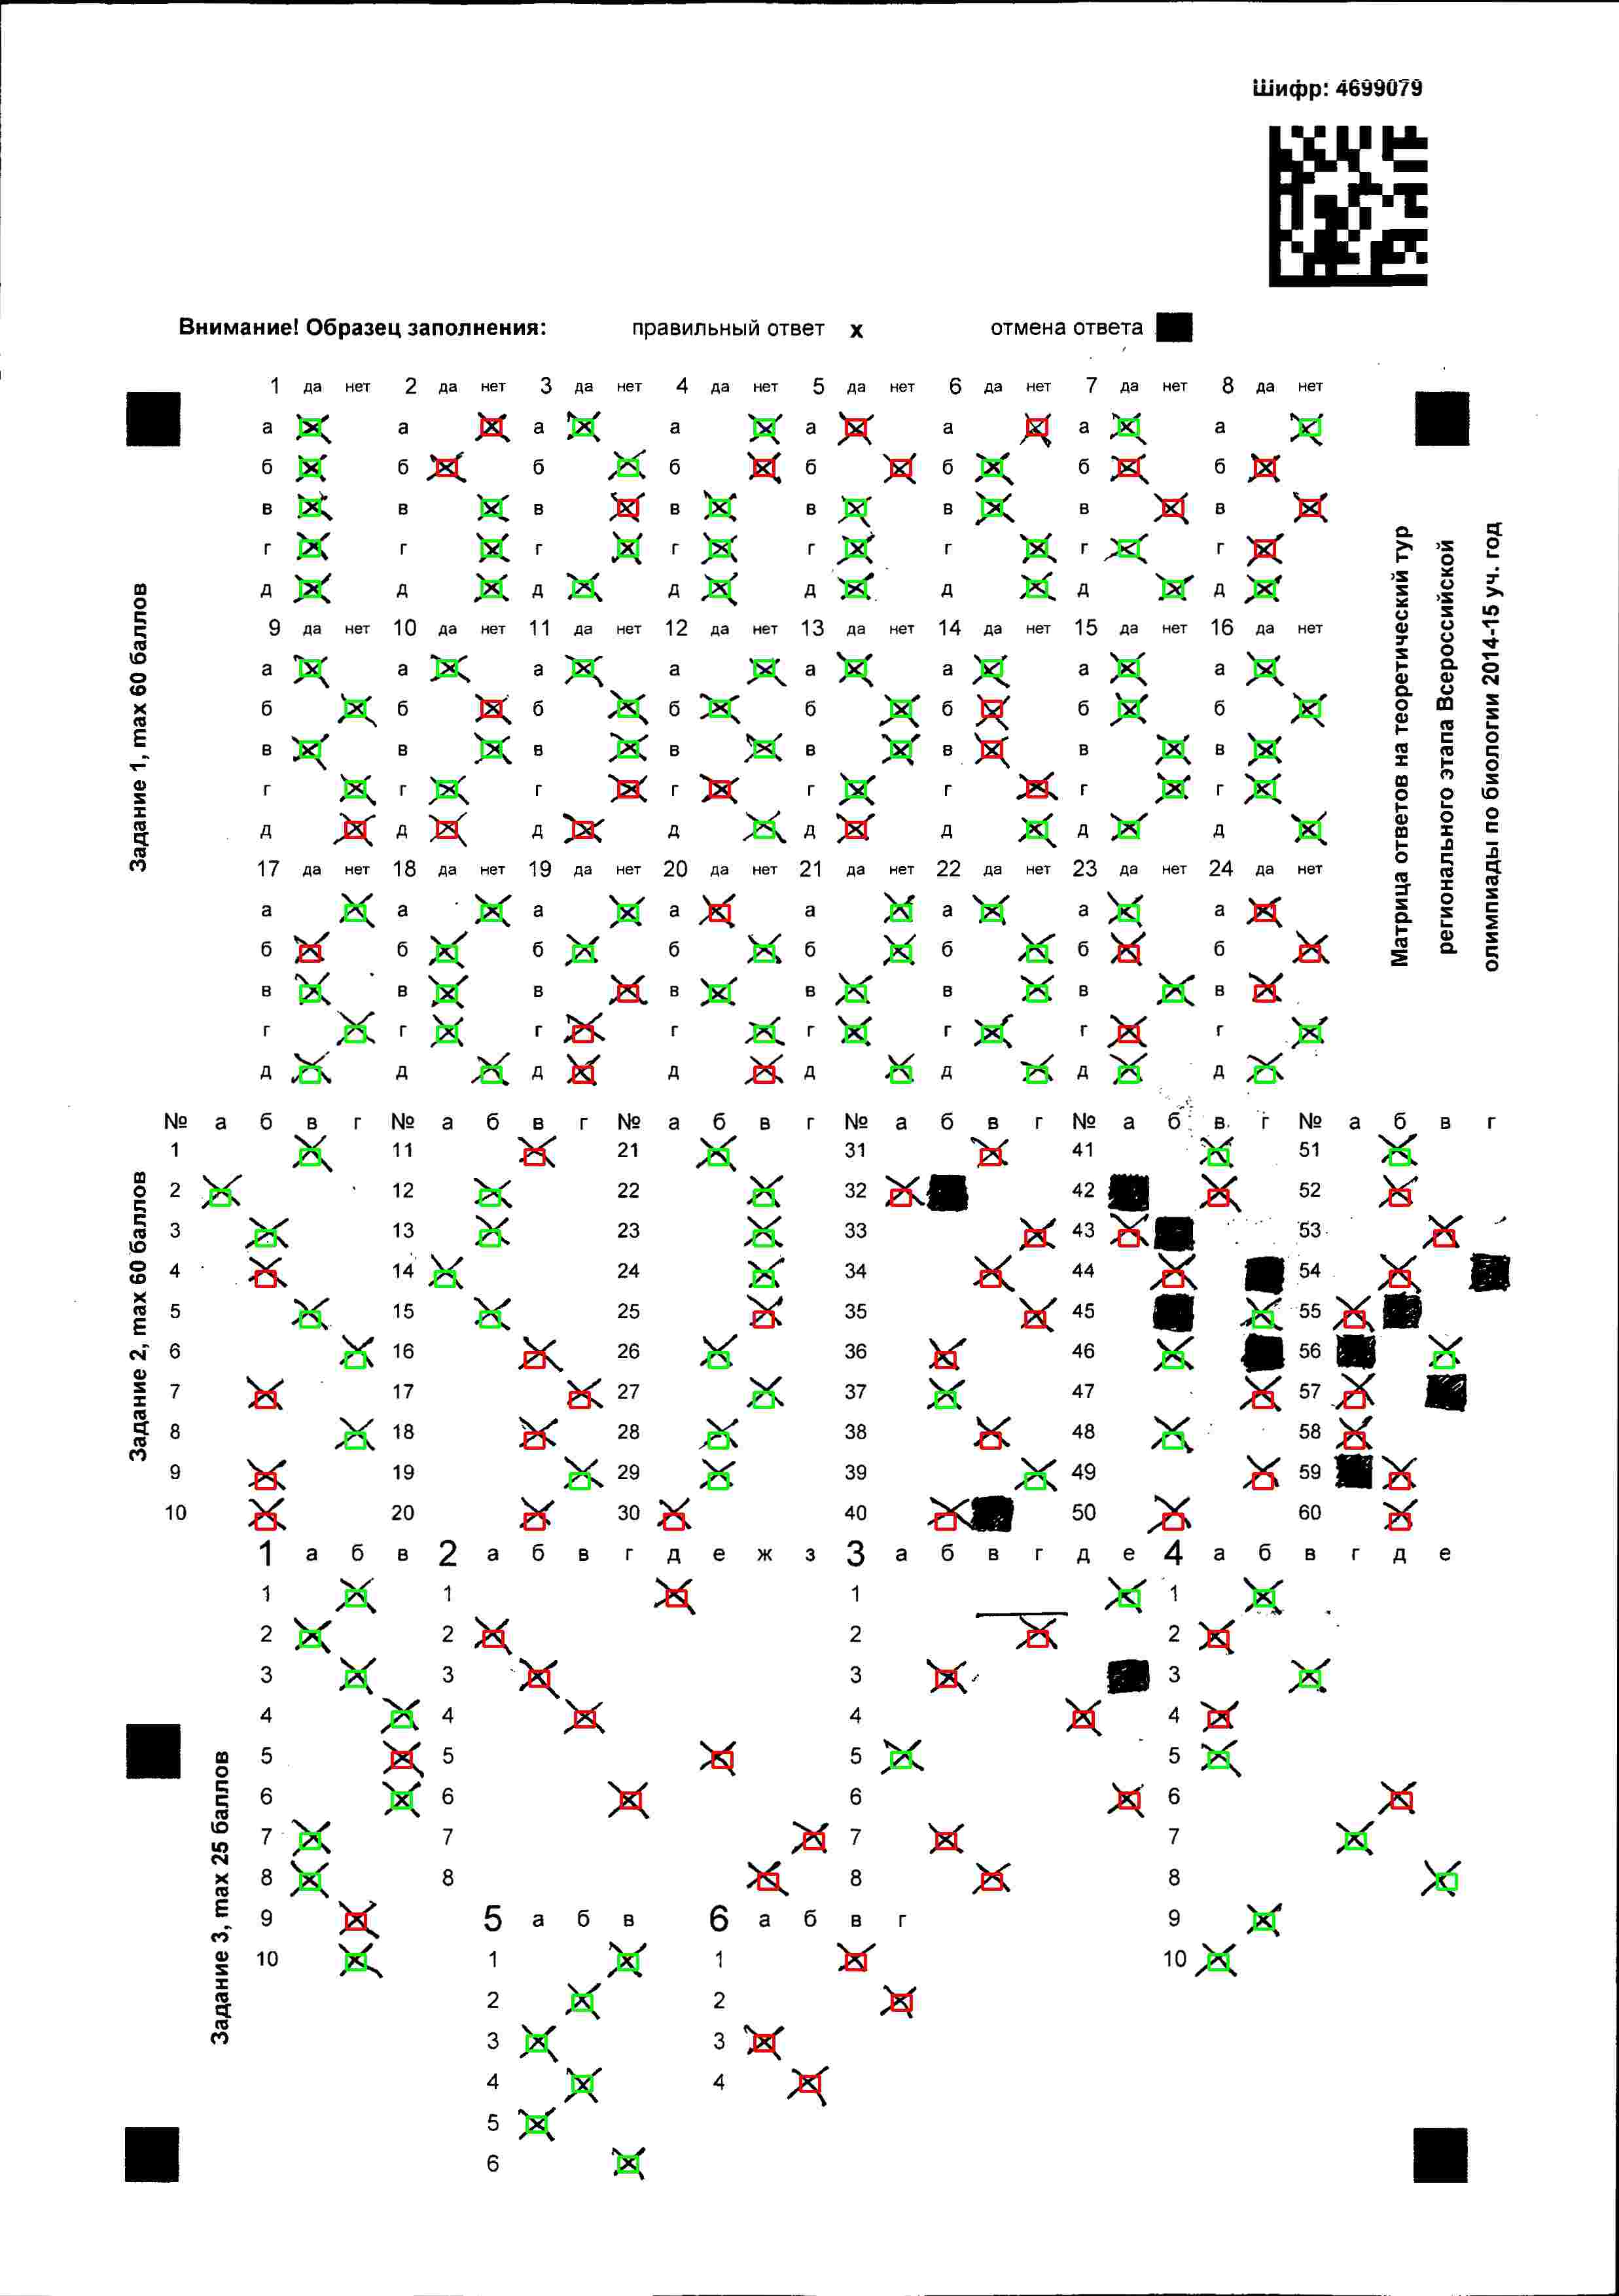 Шифр: 4699079
Внимание! Образец заполнения: правильный ответ x отмена ответа
Матрица ответов на теоретический тур
регионального этапа Всероссийской
олимпиады по биологии 2014-15 уч. год
Задание 1, max 60 баллов
1 да нет 2 да нет 3 да нет 4 да нет 5 да нет 6 да нет 7 да нет 8 да нет
а а а а а а а а
б б б б б б б б
в в в в в в в в
г г г г г г г г
д д д д д д д д
9 да нет 10 да нет 11 да нет 12 да нет 13 да нет 14 да нет 15 да нет 16 да нет
а а а а а а а а
б б б б б б б б
в в в в в в в в
г г г г г г г г
д д д д д д д д
17 да нет 18 да нет 19 да нет 20 да нет 21 да нет 22 да нет 23 да нет 24 да нет
а а а а а а а а
б б б б б б б б
в в в в в в в в
г г г г г г г г
д д д д д д д д
Задание 2, max 60 баллов
№ а б в г № а б в г № а б в г № а б в г № а б в г № а б в г
1 11 21 31 41 51
2 12 22 32 42 52
3 13 23 33 43 53
4 14 24 34 44 54
5 15 25 35 45 55
6 16 26 36 46 56
7 17 27 37 47 57
8 18 28 38 48 58
9 19 29 39 49 59
10 20 30 40 50 60
Задание 3, max 25 баллов
1 а б в 2 а б в г д е ж з 3 а б в г д е 4 а б в г д е
1 1 1 1
2 2 2 2
3 3 3 3
4 4 4 4
5 5 5 5
6 6 6 6
7 7 7 7
8 8 8 8
9 5 а б в 6 а б в г 9
10 1 1 10
2 2
3 3
4 4
5
6